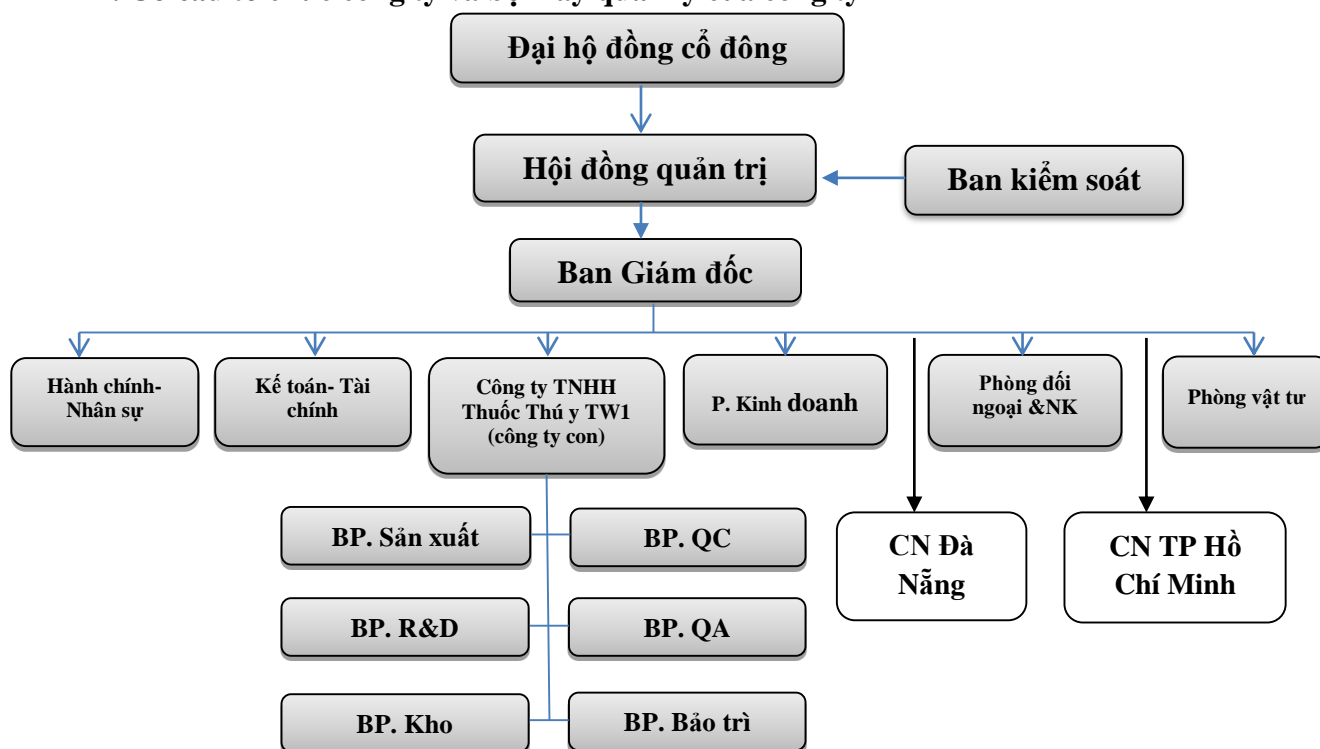 Đại hộ đồng cổ đông
Hội đồng quản trị
Ban kiểm soát
Ban Giám đốc
Hành chính-
Nhân sự
Kế toán- Tài
chính
Công ty TNHH
Thuốc Thú y TW1
(công ty con)
P. Kinh doanh
Phòng đối
ngoại &NK
Phòng vật tư
BP. Sản xuất
BP. QC
CN Đà
Nẵng
CN TP Hồ
Chí Minh
BP. R&D
BP. QA
BP. Kho
BP. Bảo trì